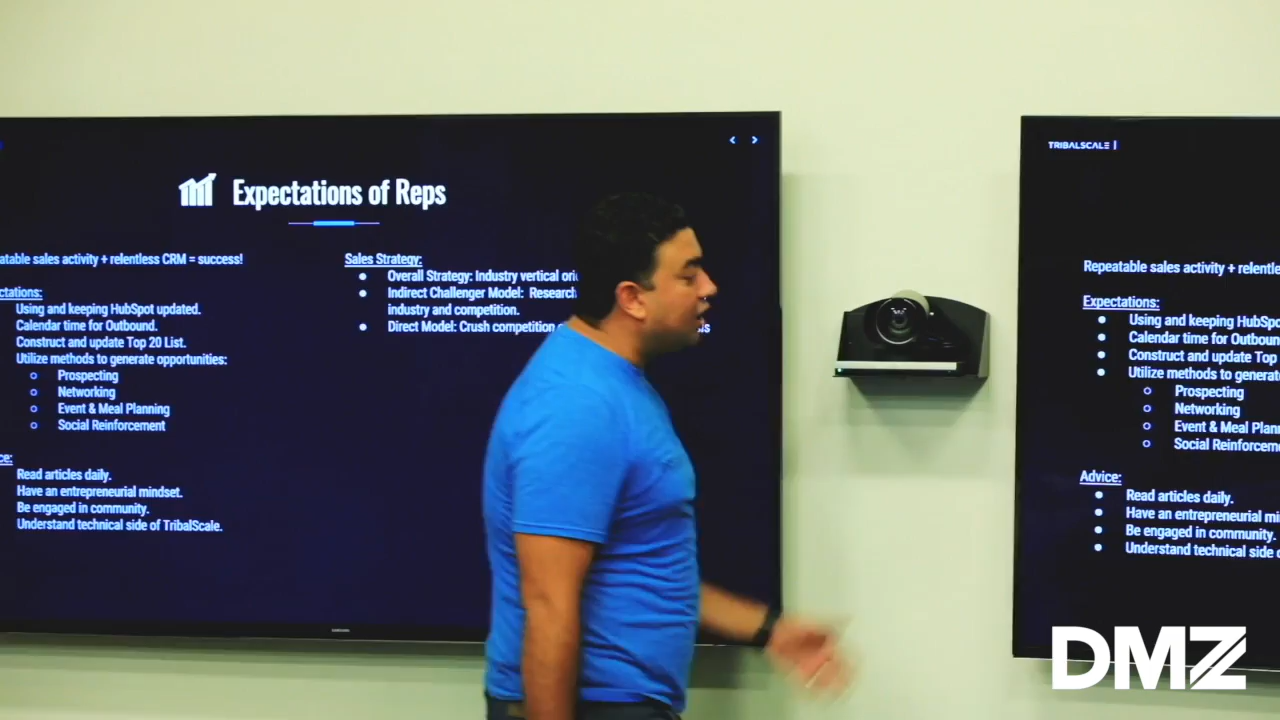 Expectations of Reps
atable sales activity + relentless CRM = success!
ctations:
Using and keeping HubSpot updated.
Calendar time for Outbound.
Construct and update Top 20 List.
Utilize methods to generate opportunities:
Prospecting
Networking
Event & Meal Planning
Social Reinforcement
ce:
Read articles daily.
Have an entrepreneurial mindset.
Be engaged in community.
Understand technical side of TribalScale.
Sales Strategy:
Overall Strategy: Industry vertical ori
Indirect Challenger Model: Research
industry and competition.
Direct Model: Crush competition
SAMSUNG
TRIBALSCALE
Repeatable sales activity + relentle
Expectations:
Using and keeping HubSpo
Calendar time for Outboun
Construct and update Top
Utilize methods to generat
Prospecting
Networking
Event & Meal Plann
Social Reinforceme
Advice:
Read articles daily.
Have an entrepreneurial mi
Be engaged in community.
Understand technical side o
DMZ